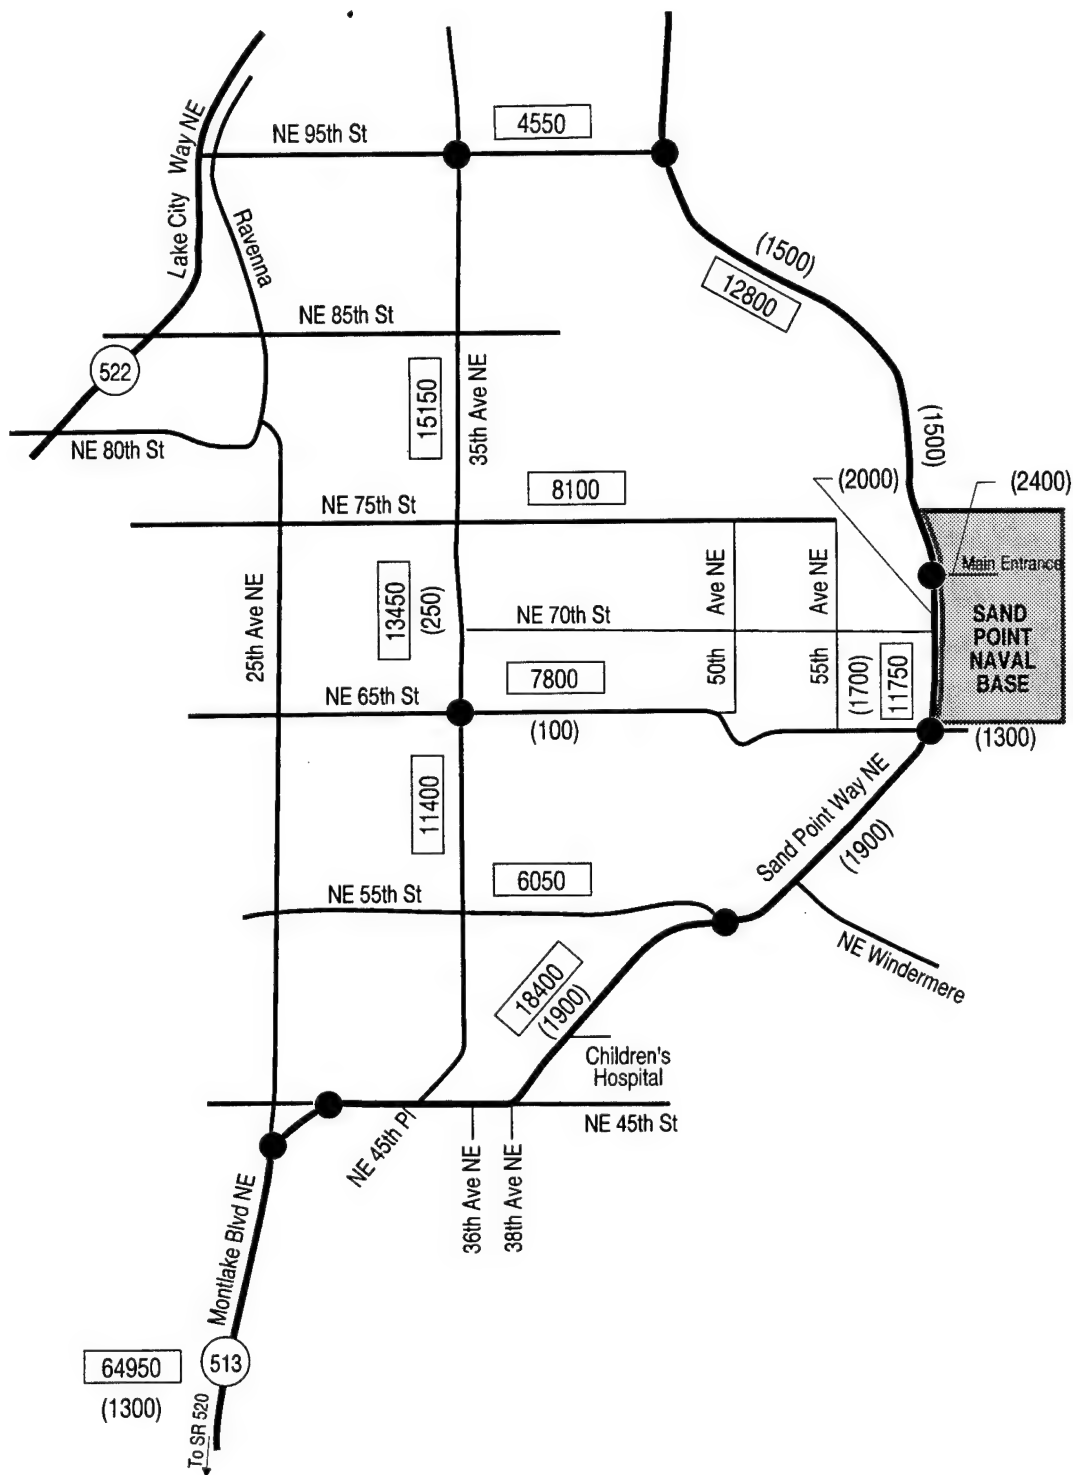 4550
NE 95th St
Lake City Way NE
Ravenna
(1500)
12800
NE 85th St
522
15150
35th Ave NE
(1500)
NE 80th St
8100
(2000)
(2400)
NE 75th St
Main Entrance
25th Ave NE
13450
(250)
50th Ave NE
55th Ave NE
NE 70th St
SAND
POINT
NAVAL
BASE
7800
(1700)
11750
NE 65th St
(100)
(1300)
11400
Sand Point Way NE
(1900)
6050
NE 55th St
NE Windermere
18400
(1900)
Children's
Hospital
NE 45th St
NE 45th Pl
36th Ave NE
38th Ave NE
Montlake Blvd NE
64950
513
(1300)
To SR 520